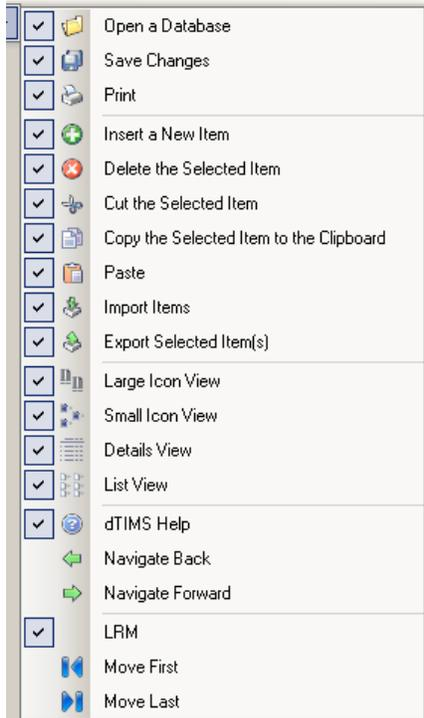 Open a Database
Save Changes
Print
Insert a New Item
Delete the Selected Item
Cut the Selected Item
Copy the Selected Item to the Clipboard
Paste
Import Items
Export Selected Item(s)
Large Icon View
Small Icon View
Details View
List View
dTIMS Help
Navigate Back
Navigate Forward
LRM
Move First
Move Last